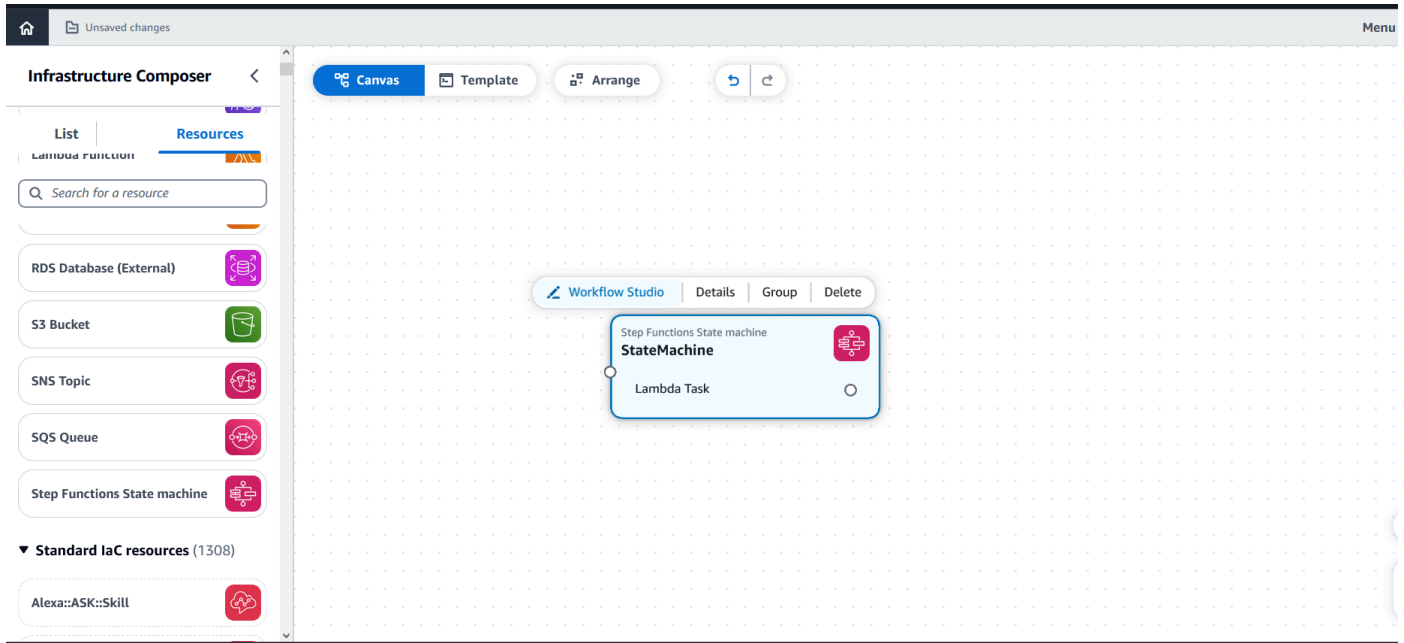 Unsaved changes
Menu
Infrastructure Composer
Canvas
Template
Arrange
List
Resources
Lambda Function
Search for a resource
RDS Database (External)
S3 Bucket
SNS Topic
SQS Queue
Step Functions State machine
Standard IaC resources (1308)
Alexa::ASK::Skill
Workflow Studio
Details
Group
Delete
Step Functions State machine
StateMachine
Lambda Task